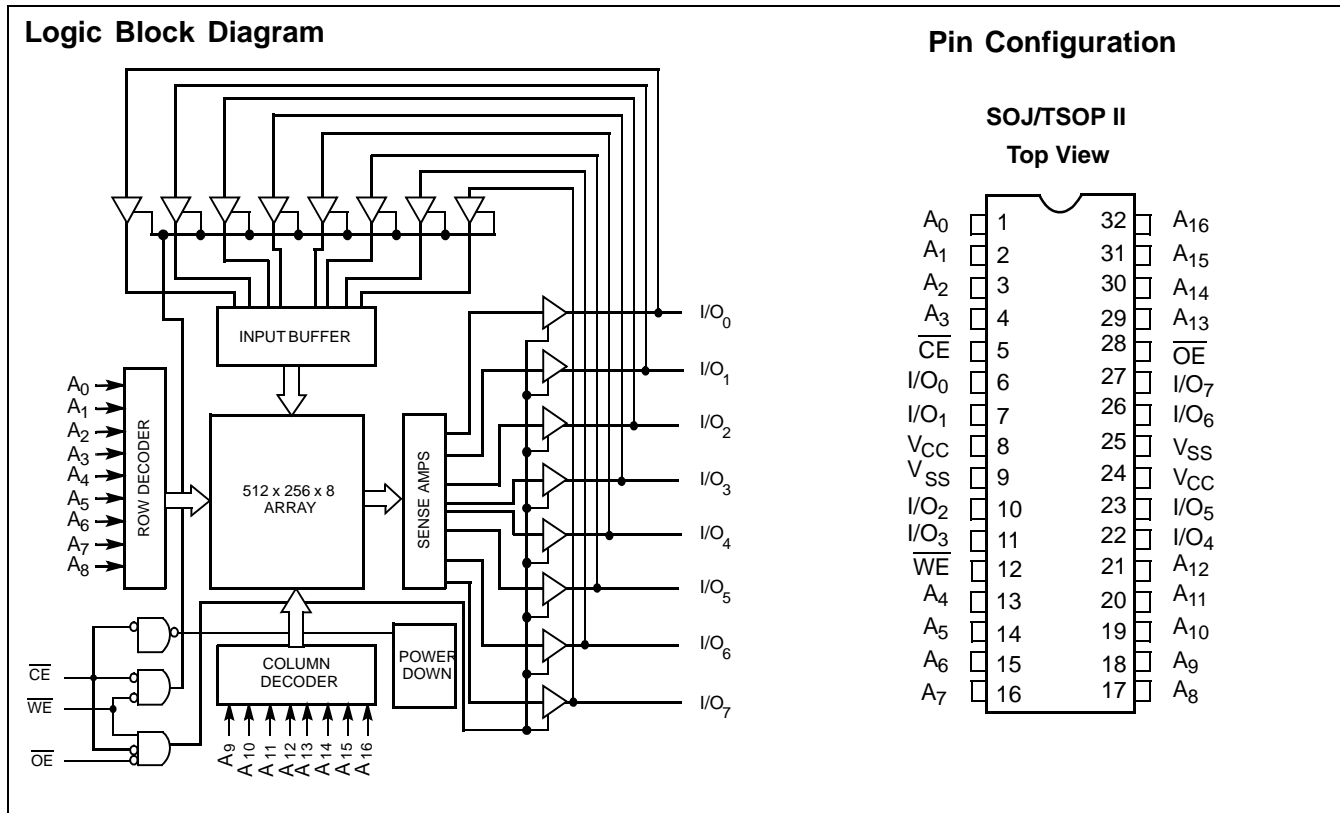 Logic Block Diagram
INPUT BUFFER
A0
A1
A2
A3
A4
A5
A6
A7
A8
ROW DECODER
512 x 256 x 8
ARRAY
SENSE AMPS
I/O0
I/O1
I/O2
I/O3
I/O4
I/O5
I/O6
I/O7
COLUMN
DECODER
POWER
DOWN
CE
WE
OE
A9
A10
A11
A12
A13
A14
A15
A16
Pin Configuration
SOJ/TSOP II
Top View
A0 1 32 A16
A1 2 31 A15
A2 3 30 A14
A3 4 29 A13
CE 5 28 OE
I/O0 6 27 I/O7
I/O1 7 26 I/O6
VCC 8 25 VSS
VSS 9 24 VCC
I/O2 10 23 I/O5
I/O3 11 22 I/O4
WE 12 21 A12
A4 13 20 A11
A5 14 19 A10
A6 15 18 A9
A7 16 17 A8